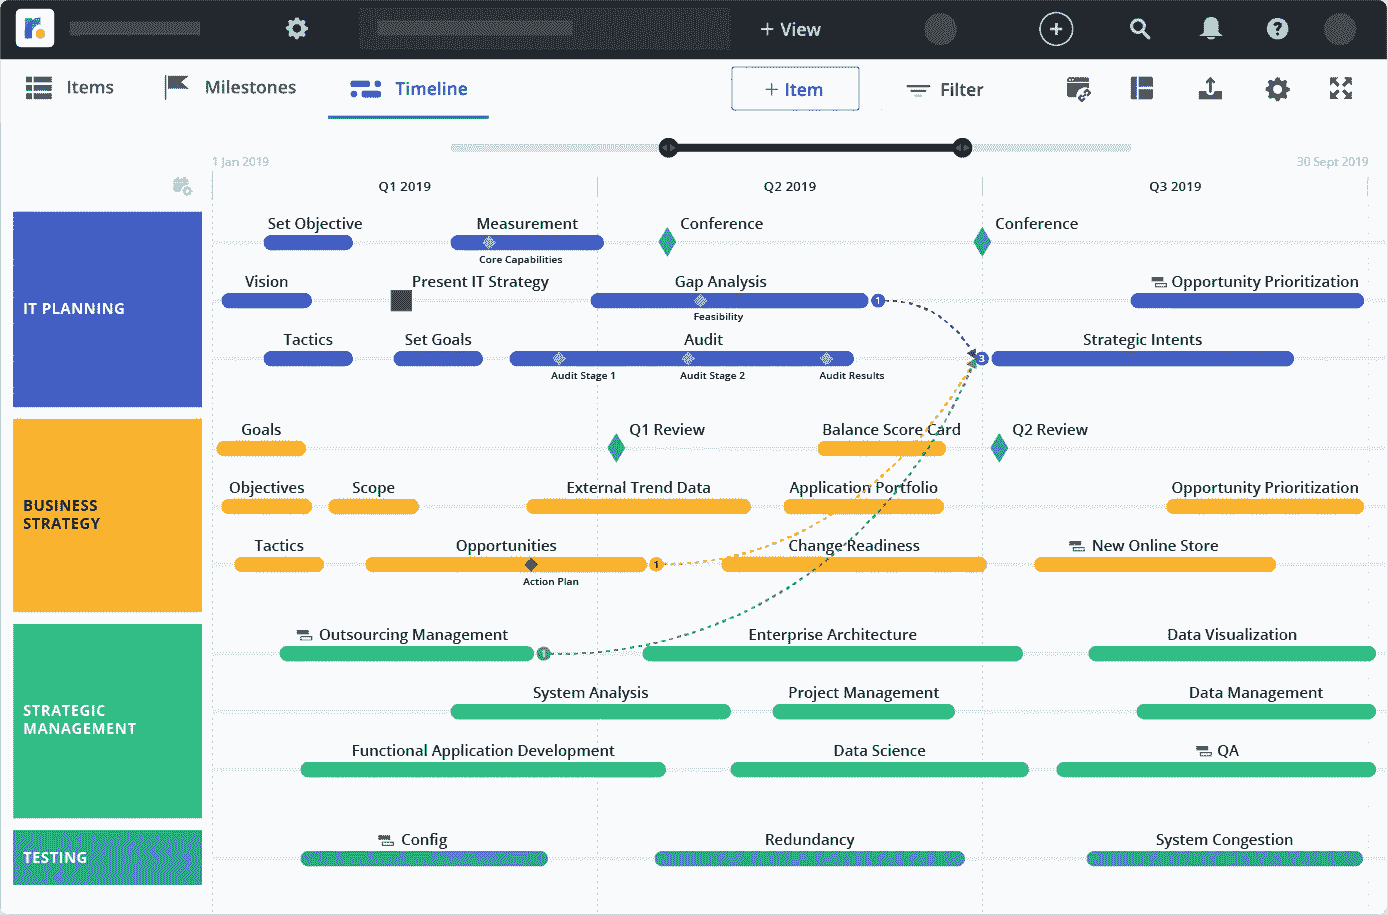 r.
+ View
Items
Milestones
Timeline
+ Item
Filter
1 Jan 2019
30 Sept 2019
Q1 2019
Q2 2019
Q3 2019
IT PLANNING
Set Objective
Measurement
Core Capabilities
Conference
Conference
Vision
Present IT Strategy
Gap Analysis
Feasibility
1
Opportunity Prioritization
Tactics
Set Goals
Audit
Audit Stage 1
Audit Stage 2
Audit Results
3
Strategic Intents
BUSINESS
STRATEGY
Goals
Q1 Review
Balance Score Card
Q2 Review
Objectives
Scope
External Trend Data
Application Portfolio
Opportunity Prioritization
Tactics
Opportunities
Action Plan
1
Change Readiness
New Online Store
STRATEGIC
MANAGEMENT
Outsourcing Management
1
Enterprise Architecture
Data Visualization
System Analysis
Project Management
Data Management
Functional Application Development
Data Science
QA
TESTING
Config
Redundancy
System Congestion